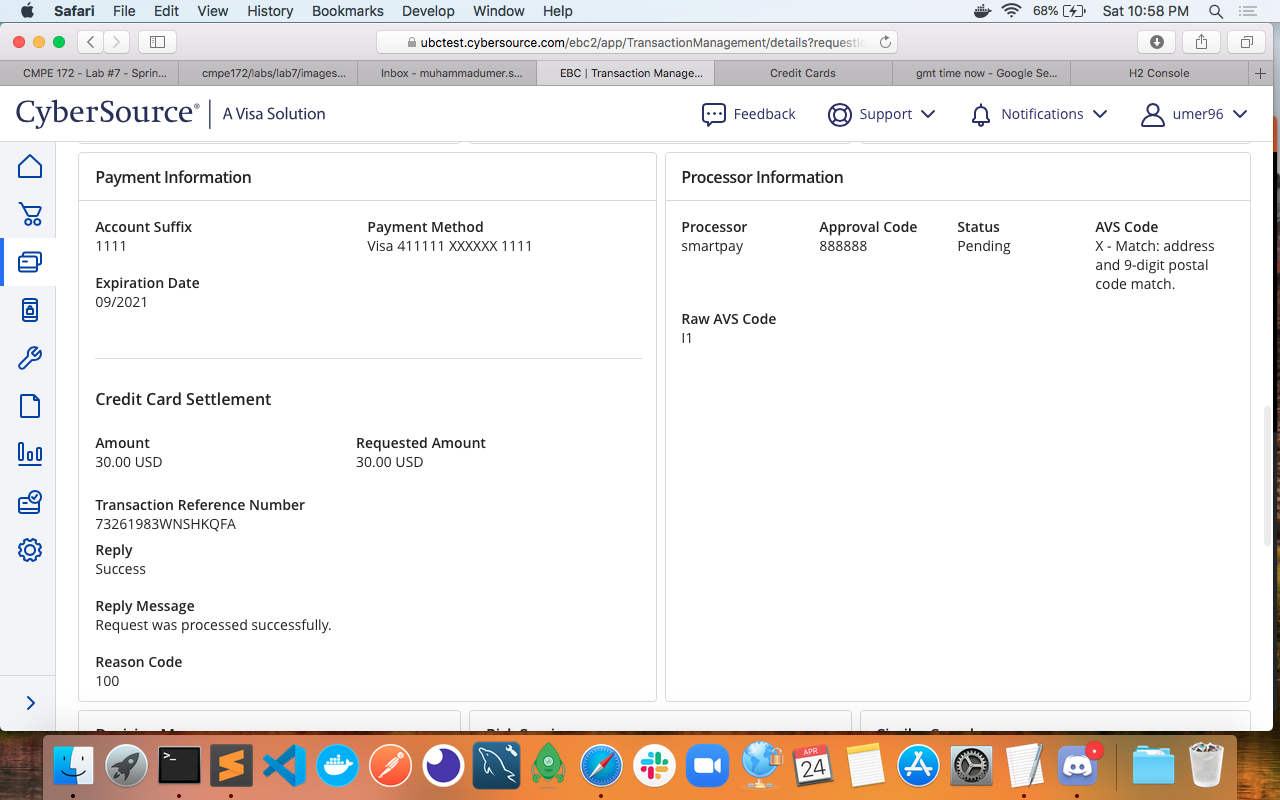 Safari File Edit View History Bookmarks Develop Window Help 68% Sat 10:58 PM
ubctest.cybersource.com/ebc2/app/TransactionManagement/details?requestI
CMPE 172 - Lab #7 - Sprin... cmpe172/labs/lab7/images... Inbox - muhammadumer.s... EBC | Transaction Manage... Credit Cards gmt time now - Google Se... H2 Console
CyberSource® A Visa Solution Feedback Support Notifications umer96
Payment Information
Account Suffix Payment Method
1111 Visa 411111 XXXXXX 1111
Expiration Date
09/2021
Credit Card Settlement
Amount Requested Amount
30.00 USD 30.00 USD
Transaction Reference Number
73261983WNSHKQFA
Reply
Success
Reply Message
Request was processed successfully.
Reason Code
100
Processor Information
Processor Approval Code Status AVS Code
smartpay 888888 Pending X - Match: address
and 9-digit postal
code match.
Raw AVS Code
I1
APR
24